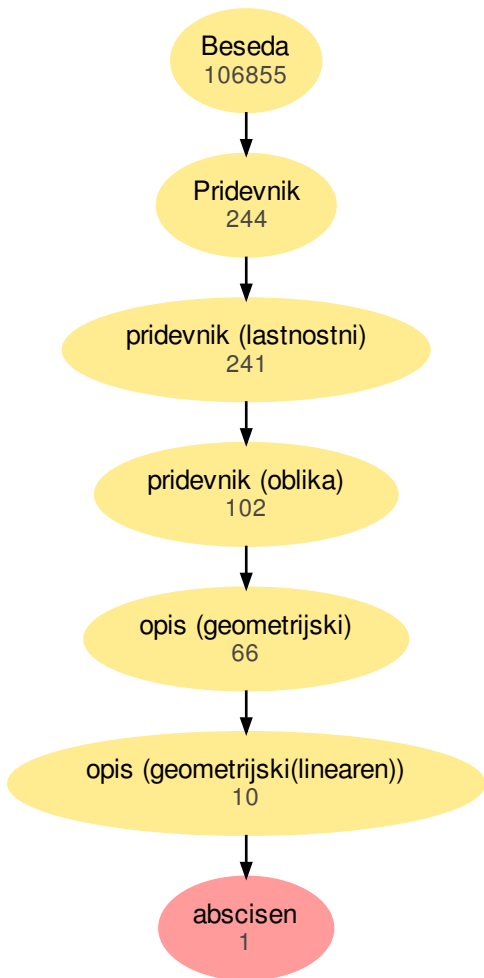 Beseda
106855
Pridevnik
244
pridevnik (lastnostni)
241
pridevnik (oblika)
102
opis (geometrijski)
66
opis (geometrijski(linearen))
10
abscisen
1